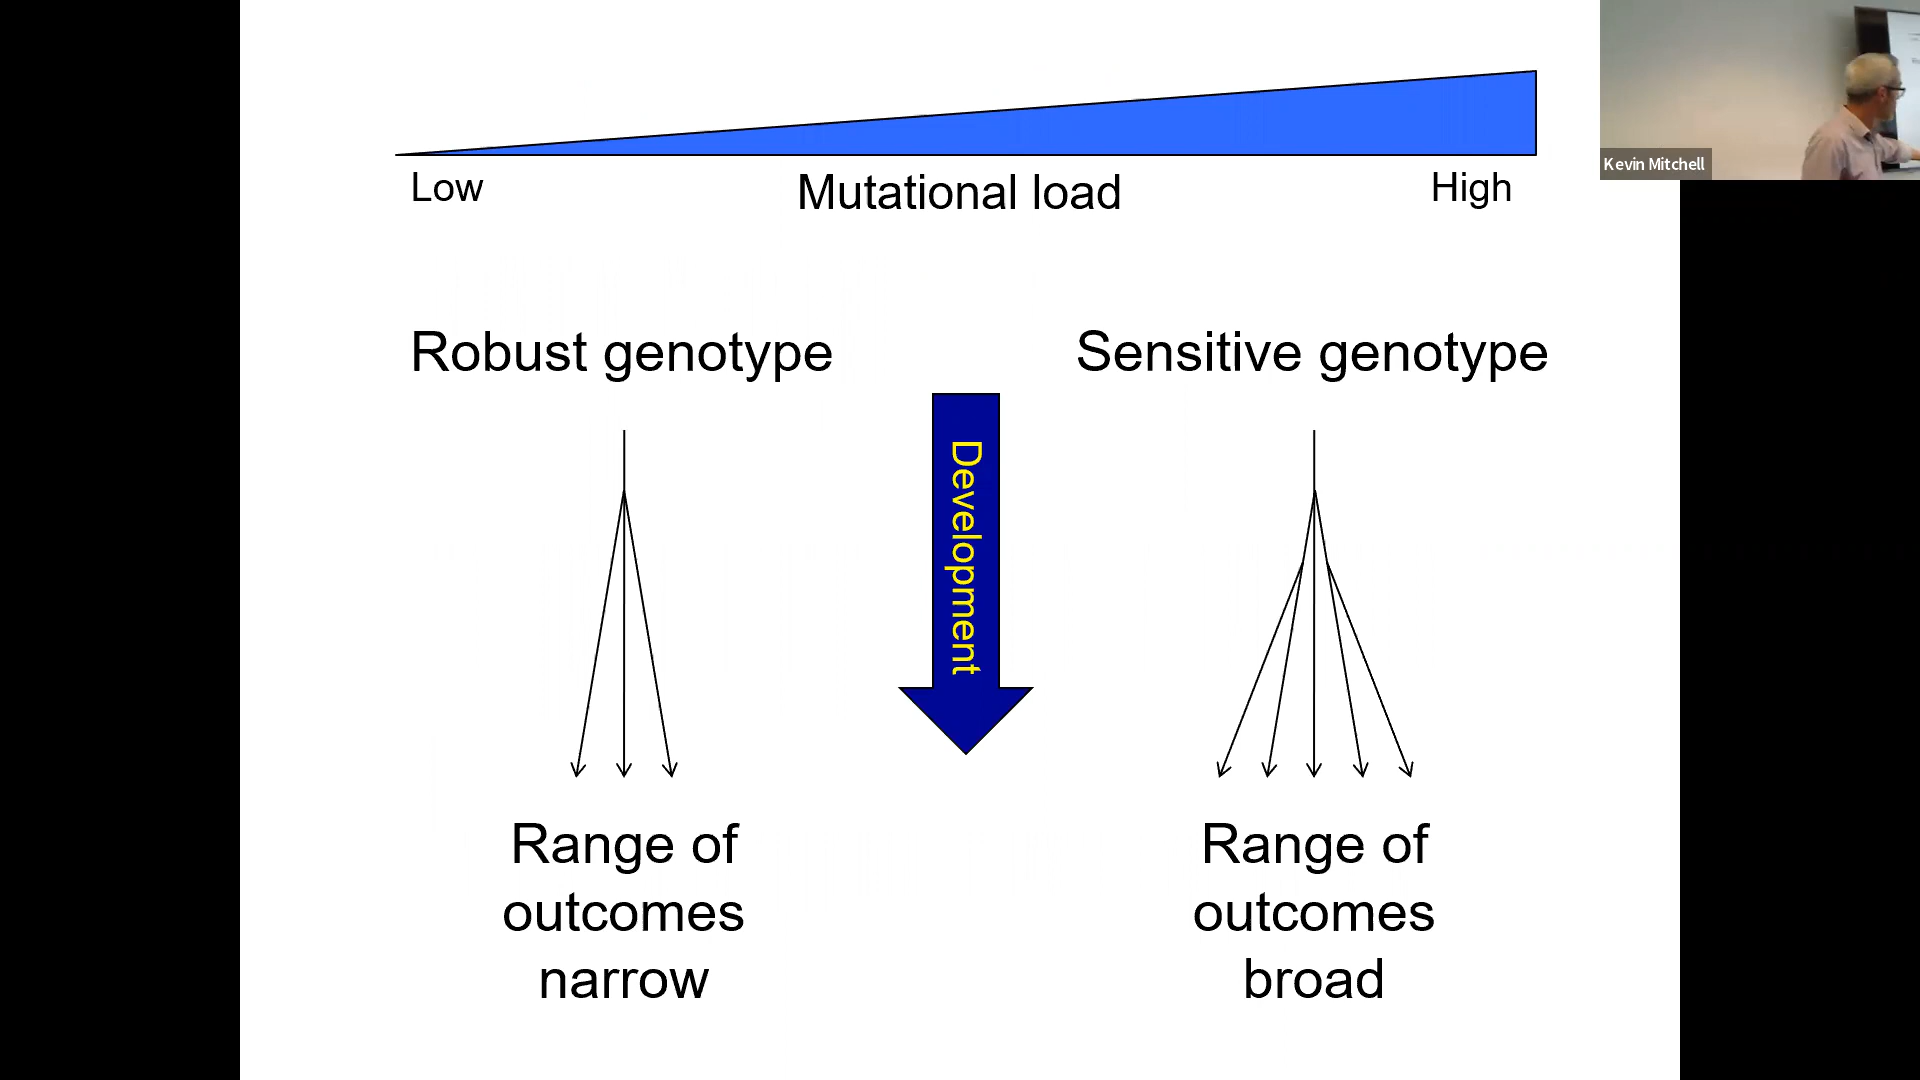 Low
Mutational load
High
Kevin Mitchell
Robust genotype
Sensitive genotype
Development
Range of
outcomes
narrow
Range of
outcomes
broad